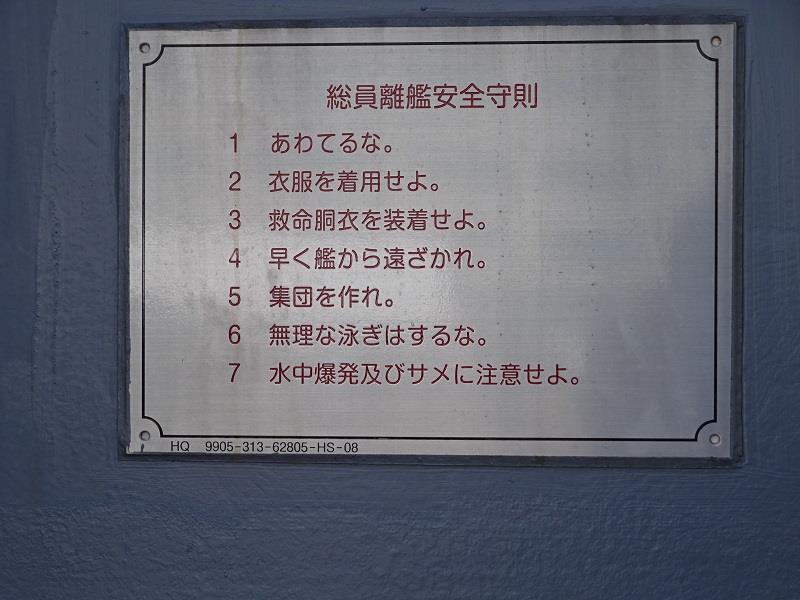 総員離艦安全守則
1 あわてるな。
2 衣服を着用せよ。
3 救命胴衣を装着せよ。
4 早く艦から遠ざかれ。
5 集団を作れ。
6 無理な泳ぎはするな。
7 水中爆発及びサメに注意せよ。
HQ 9905-313-62805-HS-08